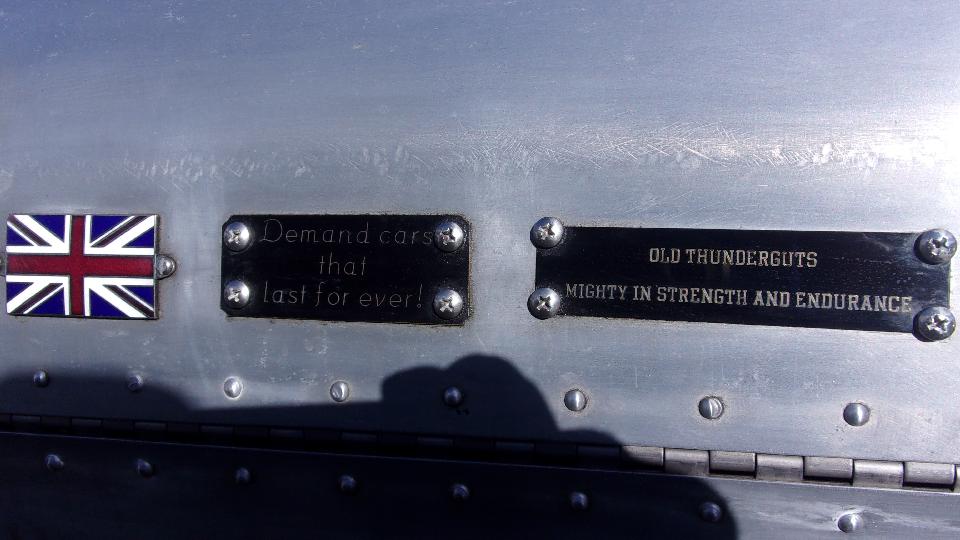 Demand cars
that
last for ever!
OLD THUNDERGUTS
MIGHTY IN STRENGTH AND ENDURANCE